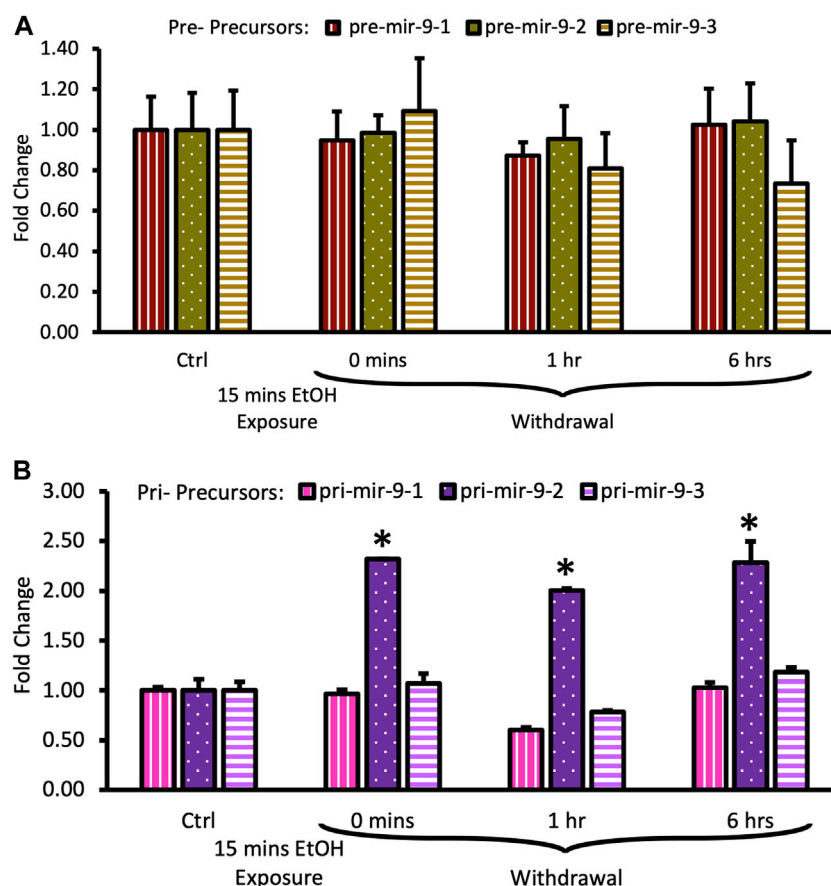 A
Pre- Precursors: pre-mir-9-1 pre-mir-9-2 pre-mir-9-3
1.40
1.20
1.00
0.80
0.60
0.40
0.20
0.00
Fold Change
Ctrl 0 mins 1 hr 6 hrs
15 mins EtOH
Exposure Withdrawal
B
Pri- Precursors: pri-mir-9-1 pri-mir-9-2 pri-mir-9-3
3.00
2.50
2.00
1.50
1.00
0.50
0.00
Fold Change
* * *
Ctrl 0 mins 1 hr 6 hrs
15 mins EtOH
Exposure Withdrawal